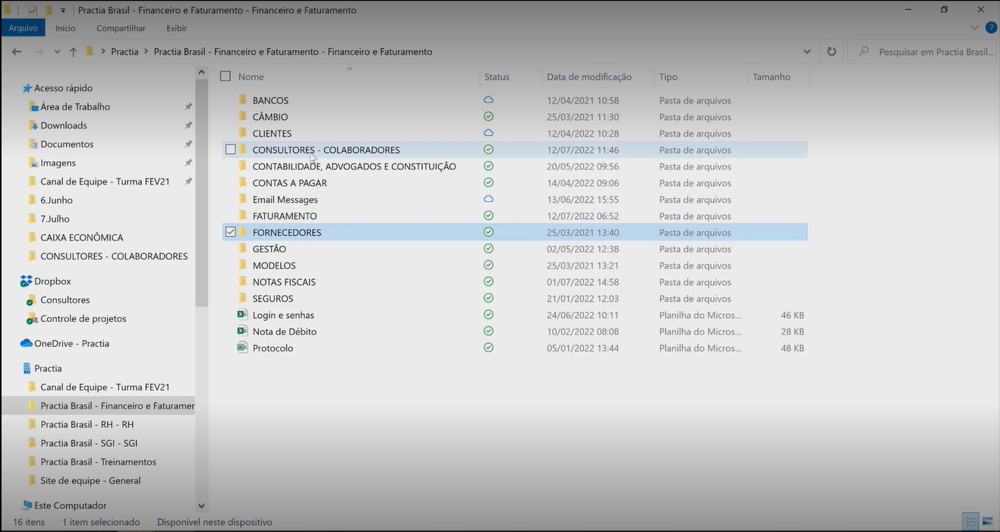 Practia Brasil - Financeiro e Faturamento - Financeiro e Faturamento
Arquivo Início Compartilhar Exibir ?
Practia > Practia Brasil - Financeiro e Faturamento - Financeiro e Faturamento Pesquisar em Practia Brasil...
Nome Status Data de modificação Tipo Tamanho
Acesso rápido
Área de Trabalho
Downloads
Documentos
Imagens
Canal de Equipe - Turma FEV21
6.Junho
7.Julho
CAIXA ECONÔMICA
CONSULTORES - COLABORADORES
Dropbox
Consultores
Controle de projetos
OneDrive - Practia
Practia
Canal de Equipe - Turma FEV21
Practia Brasil - Financeiro e Faturamen
Practia Brasil - RH - RH
Practia Brasil - SGI - SGI
Practia Brasil - Treinamentos
Site de equipe - General
Este Computador
BANCOS 12/04/2021 10:58 Pasta de arquivos
CÂMBIO 25/03/2021 11:30 Pasta de arquivos
CLIENTES 12/04/2022 10:28 Pasta de arquivos
CONSULTORES - COLABORADORES 12/07/2022 11:46 Pasta de arquivos
CONTABILIDADE, ADVOGADOS E CONSTITUIÇÃO 20/05/2022 09:56 Pasta de arquivos
CONTAS A PAGAR 14/04/2022 09:06 Pasta de arquivos
Email Messages 13/06/2022 15:55 Pasta de arquivos
FATURAMENTO 12/07/2022 06:52 Pasta de arquivos
FORNECEDORES 25/03/2021 13:40 Pasta de arquivos
GESTÃO 02/05/2022 12:38 Pasta de arquivos
MODELOS 25/03/2021 13:21 Pasta de arquivos
NOTAS FISCAIS 01/07/2022 14:58 Pasta de arquivos
SEGUROS 21/01/2022 12:03 Pasta de arquivos
Login e senhas 24/06/2022 10:11 Planilha do Micros... 46 KB
Nota de Débito 10/02/2022 08:08 Planilha do Micros... 28 KB
Protocolo 05/01/2022 13:44 Planilha do Micros... 48 KB
16 itens 1 item selecionado Disponível neste dispositivo